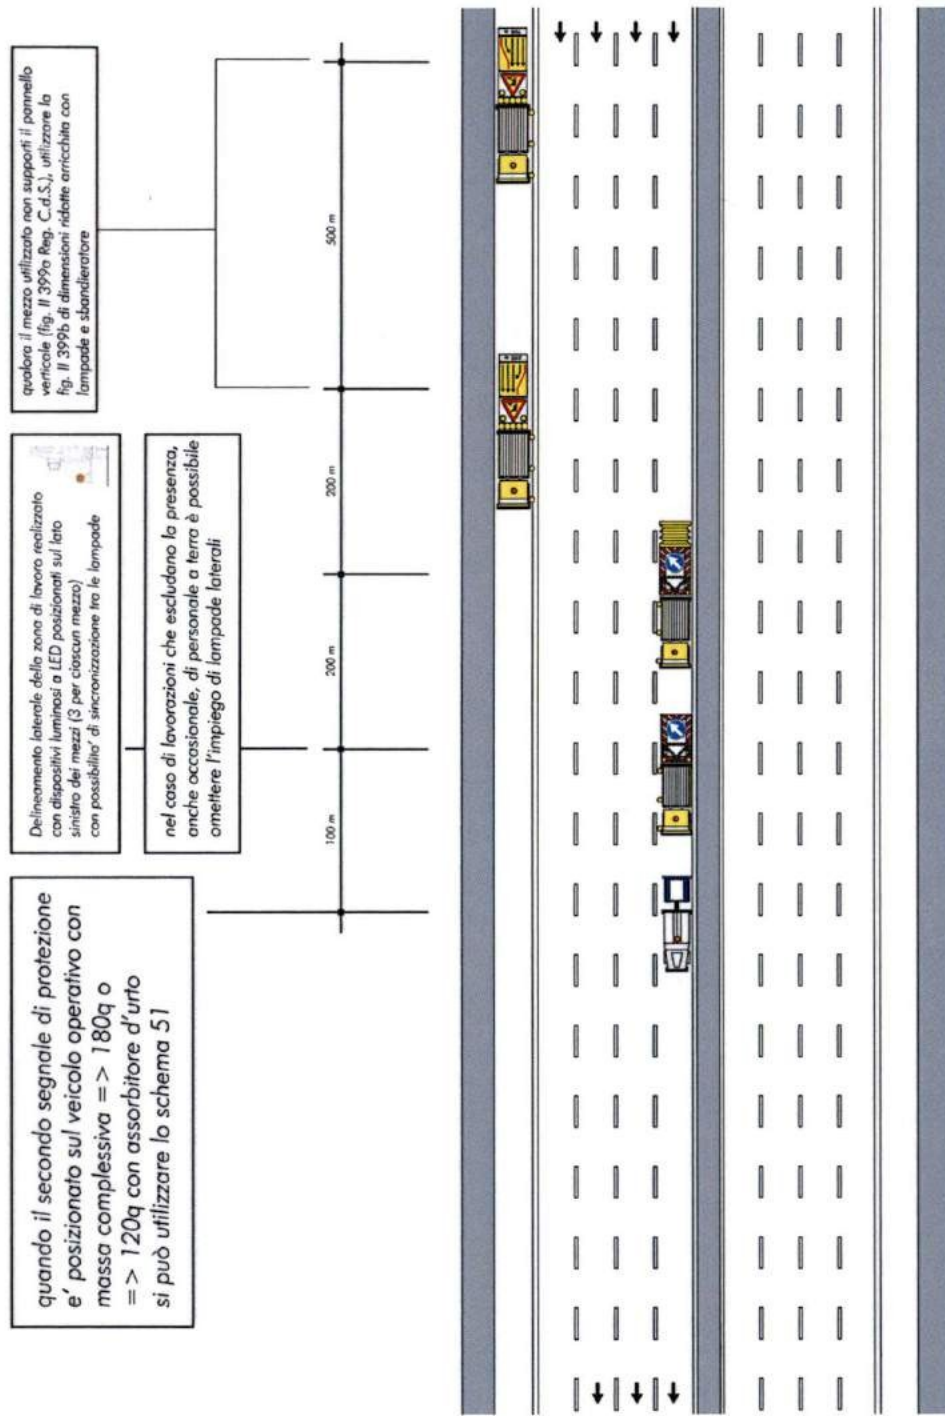 qualora il mezzo utilizzato non supporti il pannello
verticale (fig. II 399a Reg. C.d.S.), utilizzare la
fig. II 399b di dimensioni ridotte arricchita con
lampade e sbandieratore
Delineamento laterale della zona di lavoro realizzato
con dispositivi luminosi a LED posizionati sul lato
sinistro dei mezzi (3 per ciascun mezzo)
con possibilita' di sincronizzazione tra le lampade
nel caso di lavorazioni che escludano la presenza,
anche occasionale, di personale a terra è possibile
omettere l'impiego di lampade laterali
quando il secondo segnale di protezione
e' posizionato sul veicolo operativo con
massa complessiva => 180q o
=> 120q con assorbitore d'urto
si può utilizzare lo schema 51
500 m
200 m
200 m
100 m